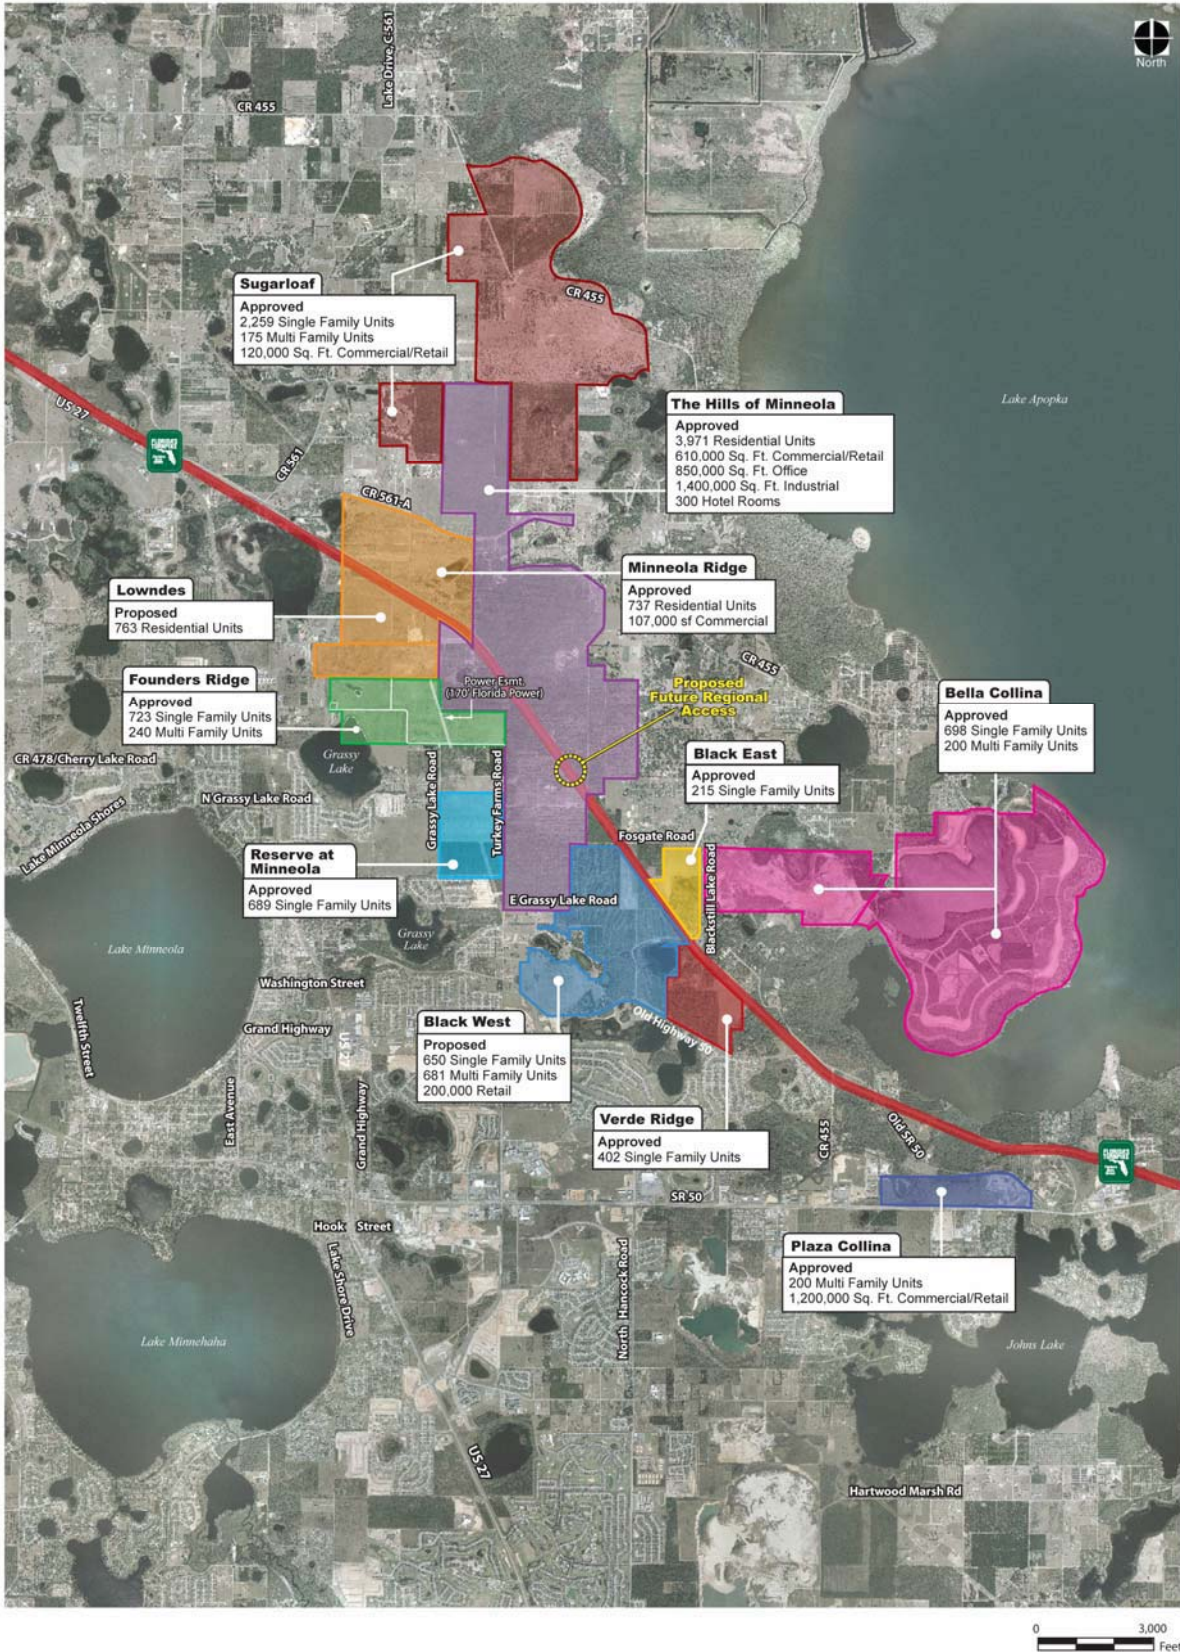 North
Lake Drive, C-561
CR 455
Sugarloaf
Approved
2,259 Single Family Units
175 Multi Family Units
120,000 Sq. Ft. Commercial/Retail
CR 455
Lake Apopka
US 27
FLORIDA'S
TURNPIKE
CR 561
The Hills of Minneola
Approved
3,971 Residential Units
610,000 Sq. Ft. Commercial/Retail
850,000 Sq. Ft. Office
1,400,000 Sq. Ft. Industrial
300 Hotel Rooms
CR 561-A
Minneola Ridge
Approved
737 Residential Units
107,000 sf Commercial
Lowndes
Proposed
763 Residential Units
CR 455
Founders Ridge
Approved
723 Single Family Units
240 Multi Family Units
Power Esmt.
(170' Florida Power)
Proposed
Future Regional
Access
Bella Collina
Approved
698 Single Family Units
200 Multi Family Units
CR 478/Cherry Lake Road
Grassy
Lake
Black East
Approved
215 Single Family Units
N Grassy Lake Road
Grassy Lake Road
Turkey Farms Road
Lake Minneola Shores
Fosgate Road
Reserve at
Minneola
Approved
689 Single Family Units
E Grassy Lake Road
Blackstill Lake Road
Lake Minneola
Grassy
Lake
Washington Street
Twelfth Street
Grand Highway
US 27
Old Highway 50
Black West
Proposed
650 Single Family Units
681 Multi Family Units
200,000 Retail
East Avenue
Grand Highway
Verde Ridge
Approved
402 Single Family Units
CR 455
Old SR 50
FLORIDA'S
TURNPIKE
SR 50
Hook Street
Lake Shore Drive
North Hancock Road
Plaza Collina
Approved
200 Multi Family Units
1,200,000 Sq. Ft. Commercial/Retail
Lake Minnehaha
Johns Lake
US 27
Hartwood Marsh Rd
0 3,000
Feet